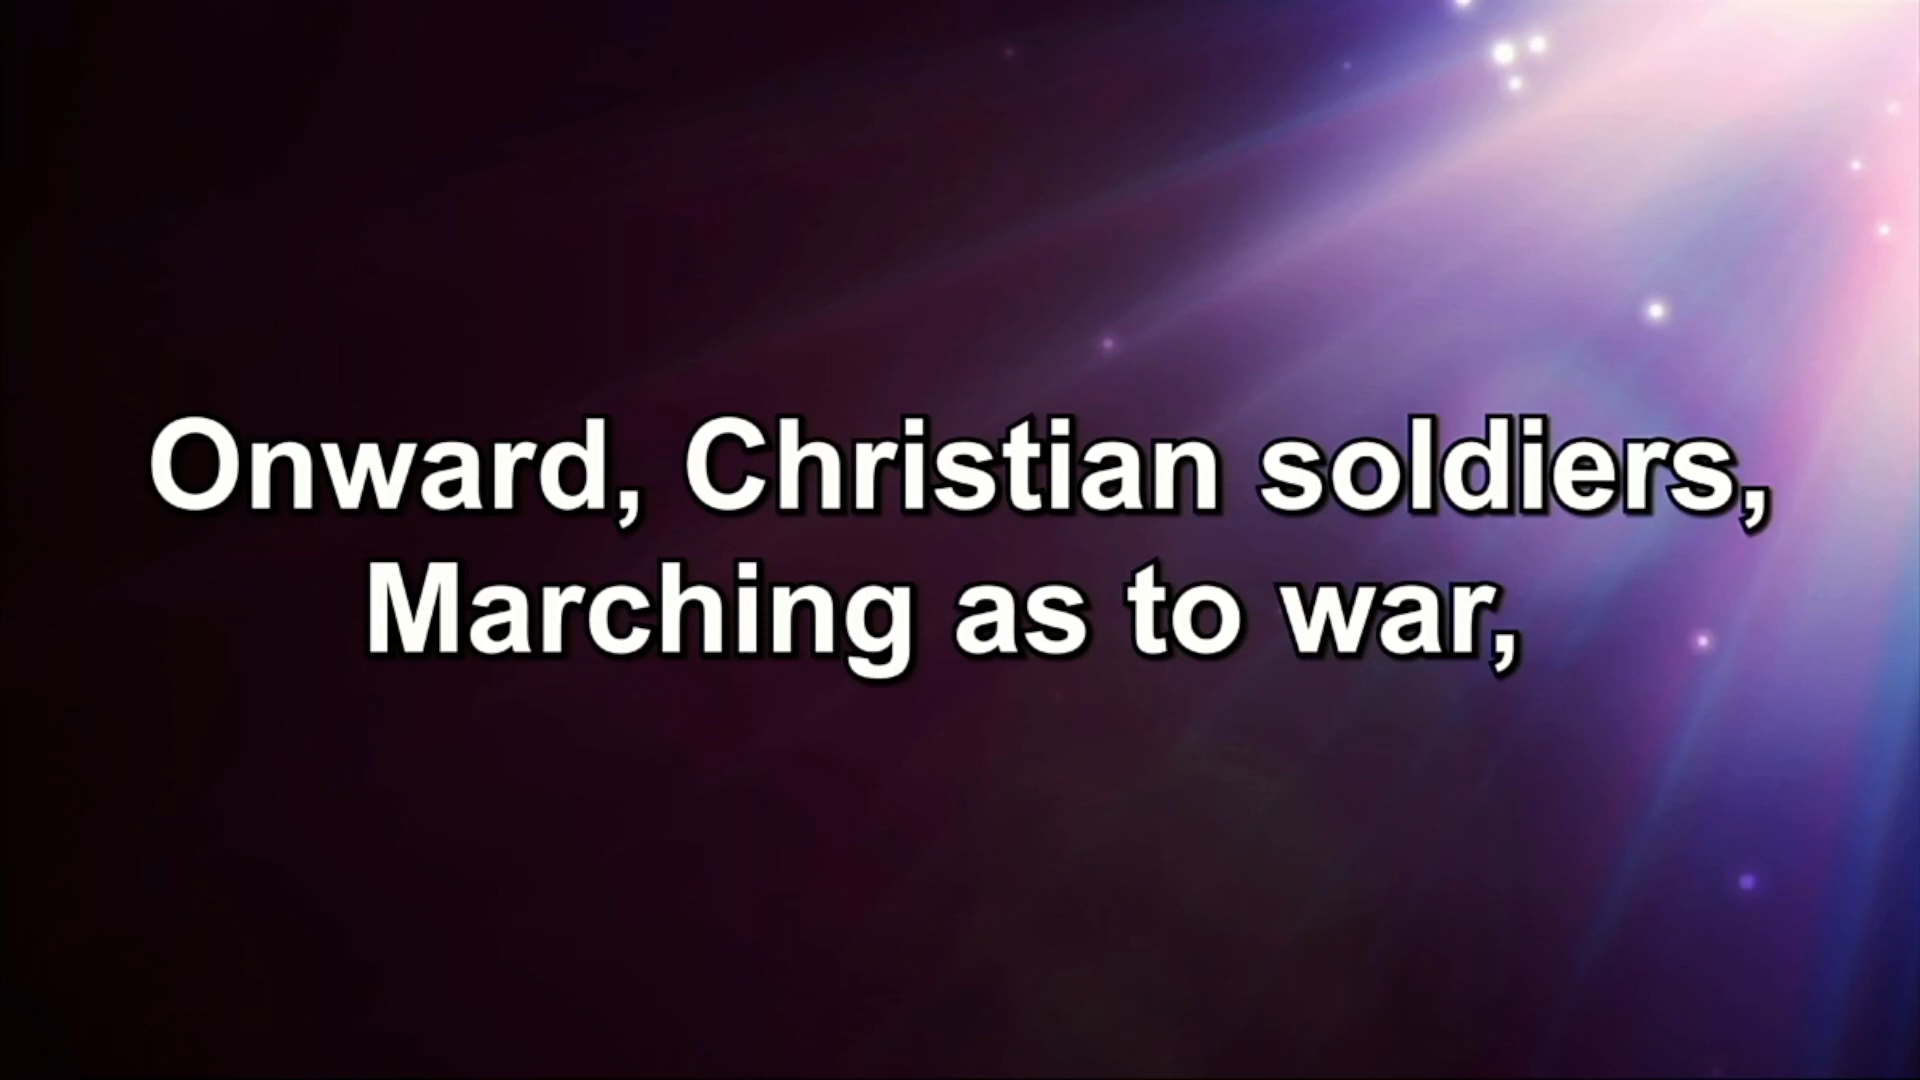 Onward, Christian soldiers,
Marching as to war,